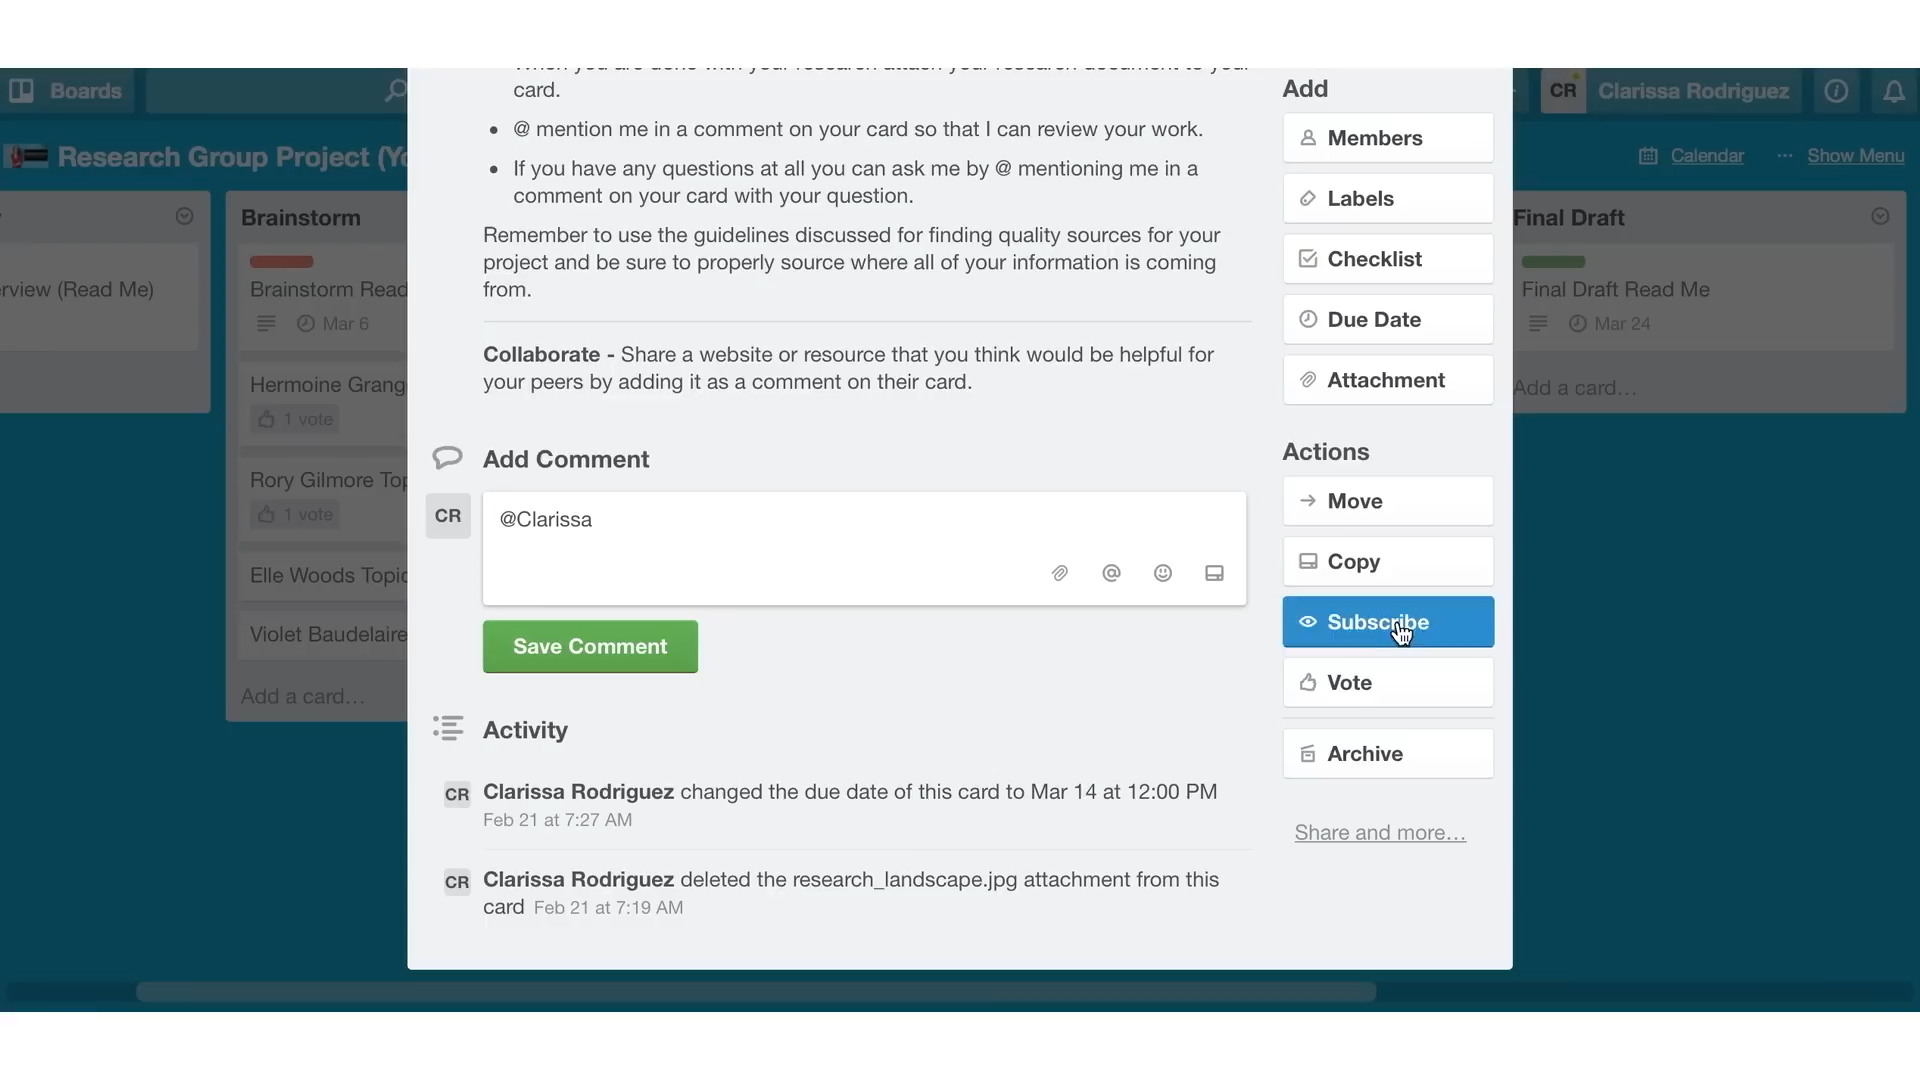 Boards
CR Clarissa Rodriguez
Research Group Project
Calendar ... Show Menu
(Read Me)
Brainstorm
Brainstorm Read
Mar 6
Hermoine Grang
1 vote
Rory Gilmore Top
1 vote
Elle Woods Topic
Violet Baudelaire
Add a card…
card.
• @ mention me in a comment on your card so that I can review your work.
• If you have any questions at all you can ask me by @ mentioning me in a
comment on your card with your question.
Remember to use the guidelines discussed for finding quality sources for your
project and be sure to properly source where all of your information is coming
from.
Collaborate - Share a website or resource that you think would be helpful for
your peers by adding it as a comment on their card.
Add Comment
CR
@Clarissa
Save Comment
Activity
CR Clarissa Rodriguez changed the due date of this card to Mar 14 at 12:00 PM
Feb 21 at 7:27 AM
CR Clarissa Rodriguez deleted the research_landscape.jpg attachment from this
card Feb 21 at 7:19 AM
Add
Members
Labels
Checklist
Due Date
Attachment
Actions
Move
Copy
Subscribe
Vote
Archive
Share and more…
Final Draft
Final Draft Read Me
Mar 24
Add a card…